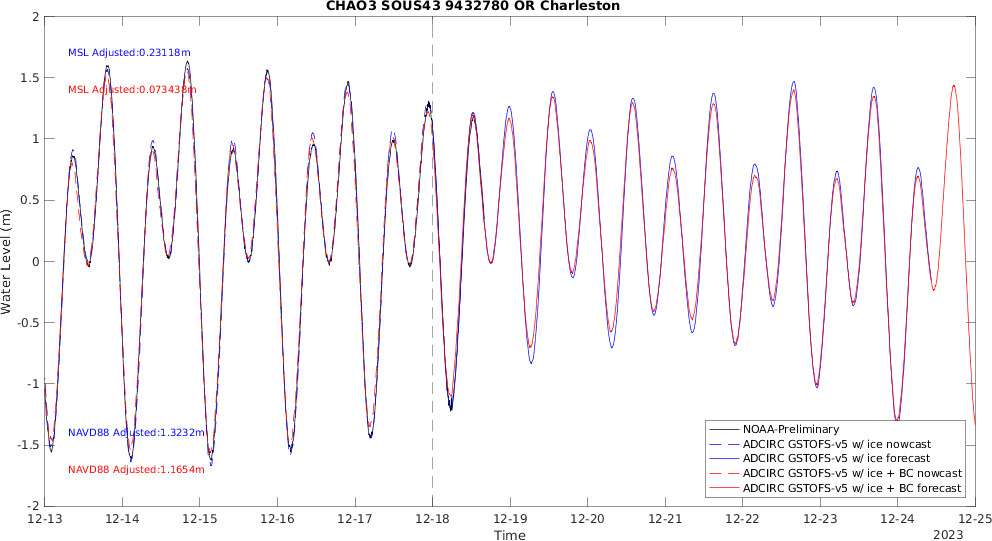 CHAO3 SOUS43 9432780 OR Charleston
2
1.5
1
0.5
0
-0.5
-1
-1.5
-2
Water Level (m)
MSL Adjusted:0.23118m
MSL Adjusted:0.073438m
NAVD88 Adjusted:1.3232m
NAVD88 Adjusted:1.1654m
NOAA-Preliminary
ADCIRC GSTOFS-v5 w/ ice nowcast
ADCIRC GSTOFS-v5 w/ ice forecast
ADCIRC GSTOFS-v5 w/ ice + BC nowcast
ADCIRC GSTOFS-v5 w/ ice + BC forecast
12-13 12-14 12-15 12-16 12-17 12-18 12-19 12-20 12-21 12-22 12-23 12-24 12-25
Time
2023